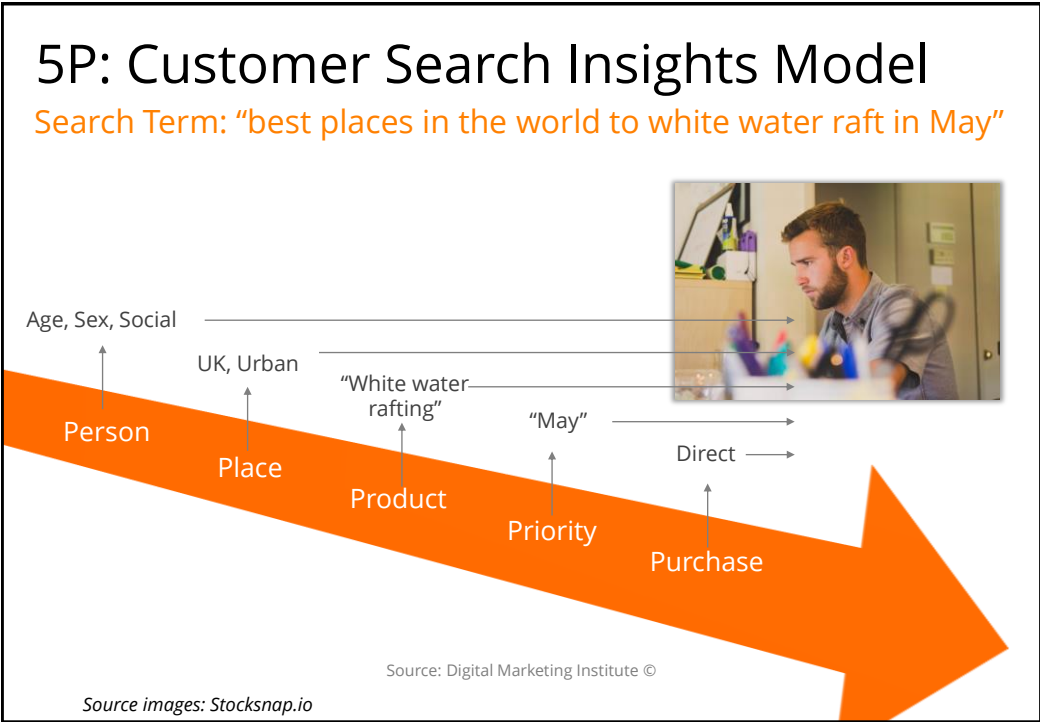 5P: Customer Search Insights Model
Search Term: “best places in the world to white water raft in May”
Age, Sex, Social
UK, Urban
“White water
rafting”
“May”
Direct
Person
Place
Product
Priority
Purchase
Source: Digital Marketing Institute ©
Source images: Stocksnap.io